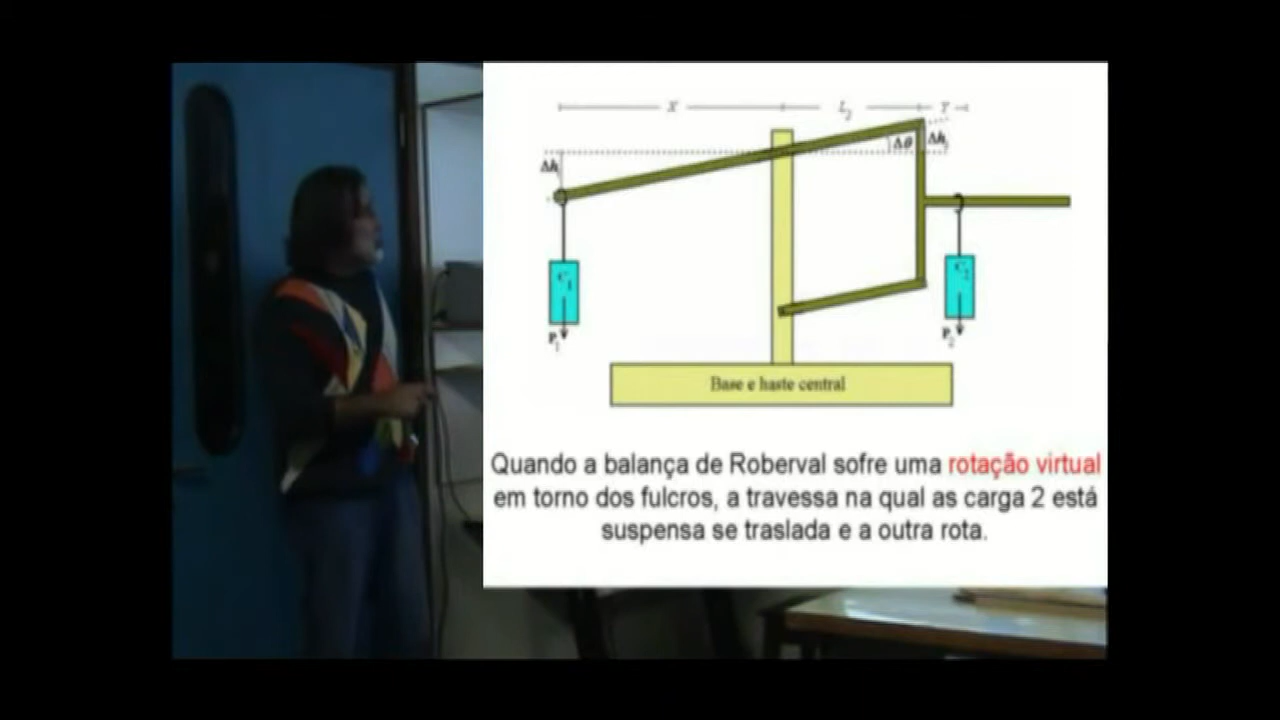 X L₂ Y
Δh Δθ Δh₂
C₁ C₂
P₁ P₂
Base e haste central
Quando a balança de Roberval sofre uma rotação virtual
em torno dos fulcros, a travessa na qual as carga 2 está
suspensa se traslada e a outra rota.